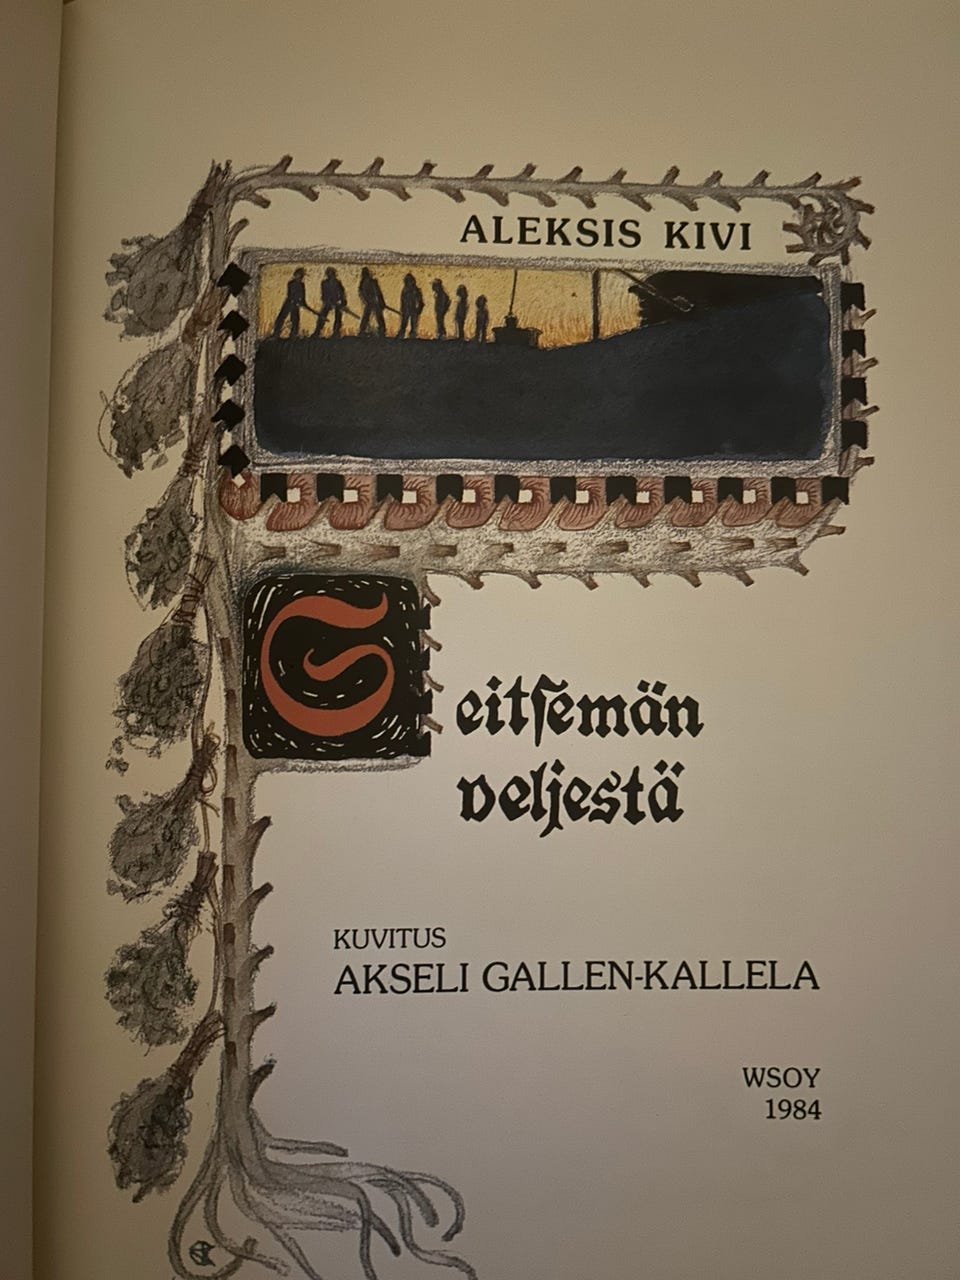 ALEKSIS KIVI
Seitſemän
veljestä
KUVITUS
AKSELI GALLEN-KALLELA
WSOY
1984